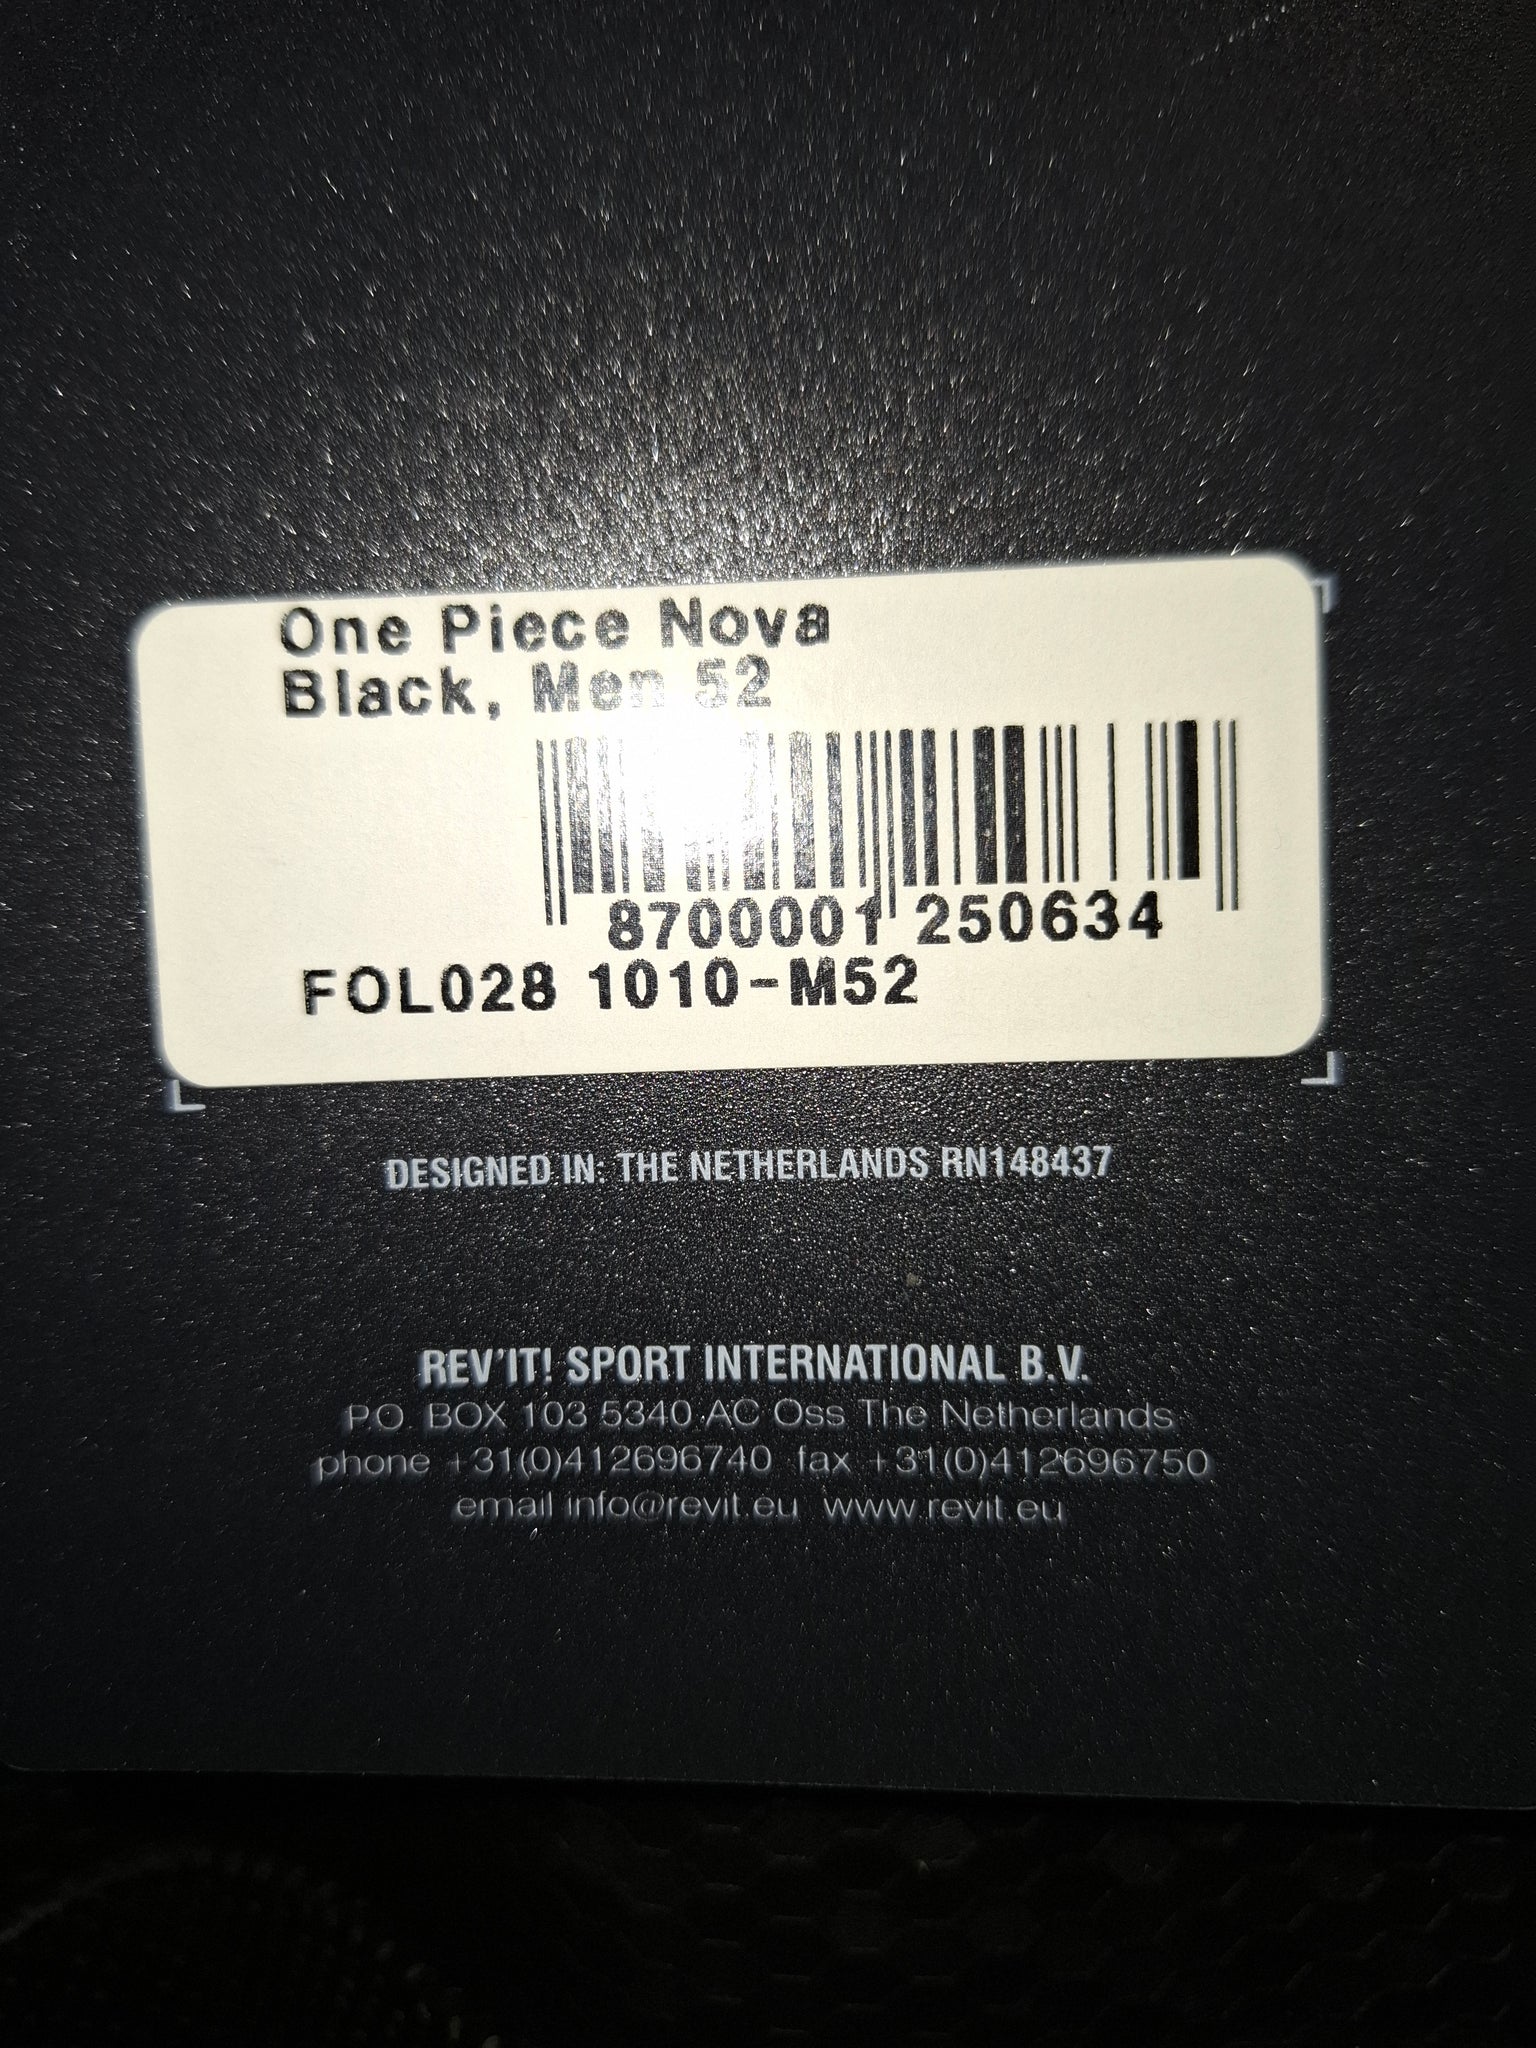 One Piece Nova
Black, Men 52
8700001 250634
FOL028 1010-M52
DESIGNED IN: THE NETHERLANDS RN148437
REV'IT! SPORT INTERNATIONAL B.V.
P.O. BOX 103 5340 AC Oss The Netherlands
phone +31(0)412696740 fax +31(0)412696750
email info@revit.eu www.revit.eu